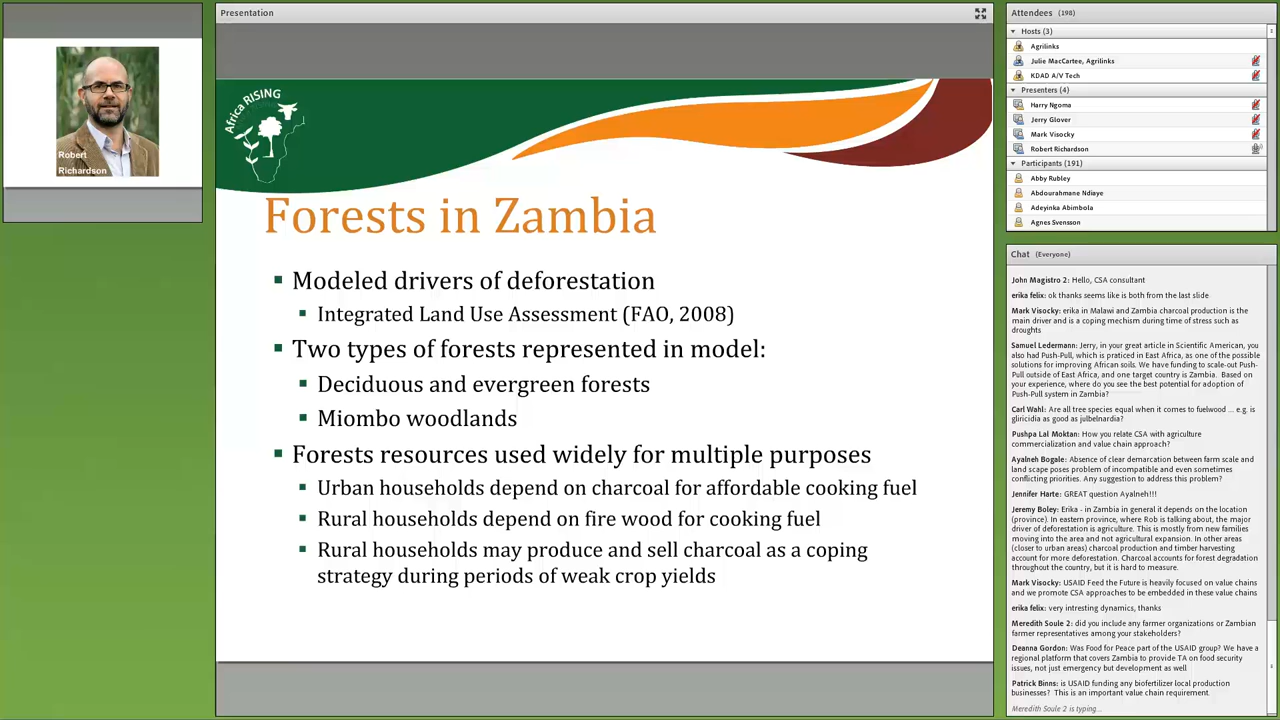 Robert
Richardson
Presentation
Africa RISING
Forests in Zambia
Modeled drivers of deforestation
Integrated Land Use Assessment (FAO, 2008)
Two types of forests represented in model:
Deciduous and evergreen forests
Miombo woodlands
Forests resources used widely for multiple purposes
Urban households depend on charcoal for affordable cooking fuel
Rural households depend on fire wood for cooking fuel
Rural households may produce and sell charcoal as a coping
strategy during periods of weak crop yields
Attendees (198)
Hosts (3)
Agrilinks
Julie MacCartee, Agrilinks
KDAD A/V Tech
Presenters (4)
Harry Ngoma
Jerry Glover
Mark Visocky
Robert Richardson
Participants (191)
Abby Rubley
Abdourahmane Ndiaye
Adeyinka Abimbola
Agnes Svensson
Chat (Everyone)
John Magistro 2: Hello, CSA consultant
erika felix: ok thanks seems like is both from the last slide
Mark Visocky: erika in Malawi and Zambia charcoal production is the
main driver and is a coping mechism during time of stress such as
droughts
Samuel Ledermann: Jerry, in your great article in Scientific American, you
also had Push-Pull, which is praticed in East Africa, as one of the possible
solutions for improving African soils. We have funding to scale-out Push-
Pull outside of East Africa, and one target country is Zambia. Based on
your experience, where do you see the best potential for adoption of
Push-Pull system in Zambia?
Carl Wahl: Are all tree species equal when it comes to fuelwood ... e.g. is
gliricidia as good as julbelnardia?
Pushpa Lal Moktan: How you relate CSA with agriculture
commercialization and value chain approach?
Ayalneh Bogale: Absence of clear demarcation between farm scale and
land scape poses problem of incompatible and even sometimes
conflicting priorities. Any suggestion to address this problem?
Jennifer Harte: GREAT question Ayalneh!!!
Jeremy Boley: Erika - in Zambia in general it depends on the location
(province). In eastern province, where Rob is talking about, the major
driver of deforestation is agriculture. This is mostly from new families
moving into the area and not agricultural expansion. In other areas
(closer to urban areas) charcoal production and timber harvesting
account for more deforestation. Charcoal accounts for forest degradation
throughout the country, but it is hard to measure.
Mark Visocky: USAID Feed the Future is heavily focused on value chains
and we promote CSA approaches to be embedded in these value chains
erika felix: very intresting dynamics, thanks
Meredith Soule 2: did you include any farmer organizations or Zambian
farmer representatives among your stakeholders?
Deanna Gordon: Was Food for Peace part of the USAID group? We have a
regional platform that covers Zambia to provide TA on food security
issues, not just emergency but development as well
Patrick Binns: is USAID funding any biofertilizer local production
businesses? This is an important value chain requirement.
Meredith Soule 2 is typing...